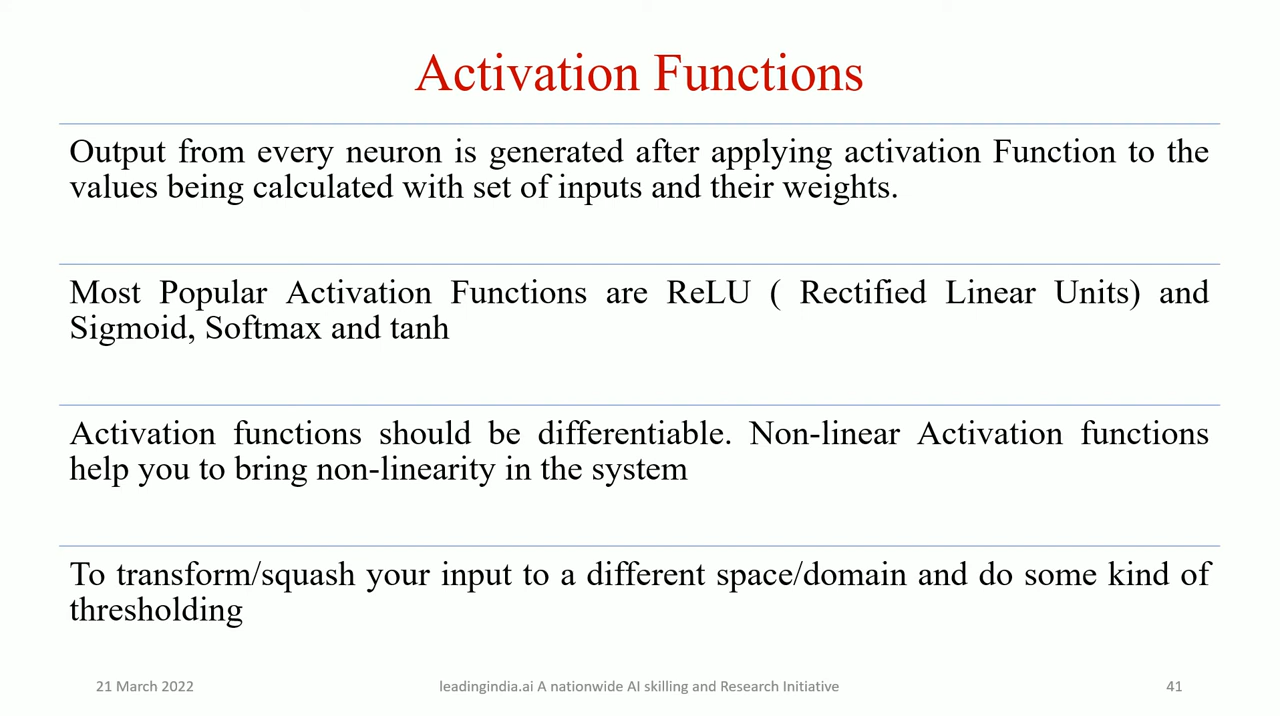 Activation Functions
Output from every neuron is generated after applying activation Function to the
values being calculated with set of inputs and their weights.
Most Popular Activation Functions are ReLU ( Rectified Linear Units) and
Sigmoid, Softmax and tanh
Activation functions should be differentiable. Non-linear Activation functions
help you to bring non-linearity in the system
To transform/squash your input to a different space/domain and do some kind of
thresholding
21 March 2022
leadingindia.ai A nationwide AI skilling and Research Initiative
41